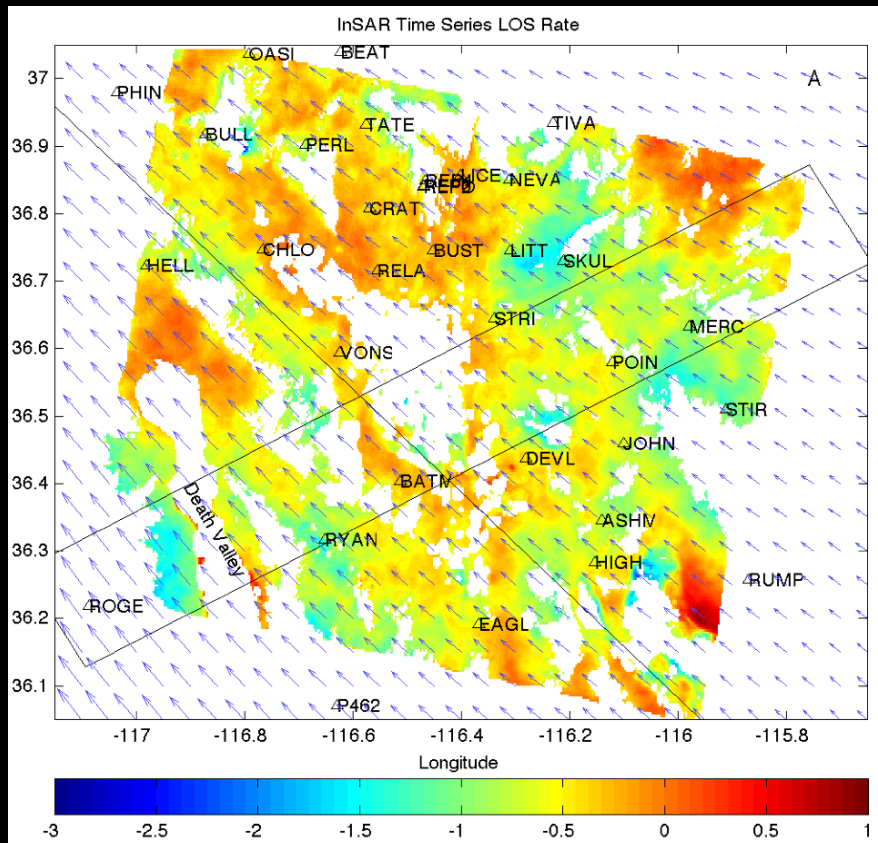 InSAR Time Series LOS Rate
OASI
BEAT
37
A
PHIN
TATE
TIVA
BULL
36.9
PERL
LICE
NEVA
36.8
CRAT
CHLO
BUST
LITT
SKUL
HELL
RELA
36.7
STRI
MERC
36.6
VONS
POIN
36.5
STIR
JOHN
DEVL
36.4
BATM
Death Valley
ASHM
RYAN
36.3
HIGH
RUMP
36.2
ROGE
EAGL
36.1
P462
-117 -116.8 -116.6 -116.4 -116.2 -116 -115.8
Longitude
-3 -2.5 -2 -1.5 -1 -0.5 0 0.5 1